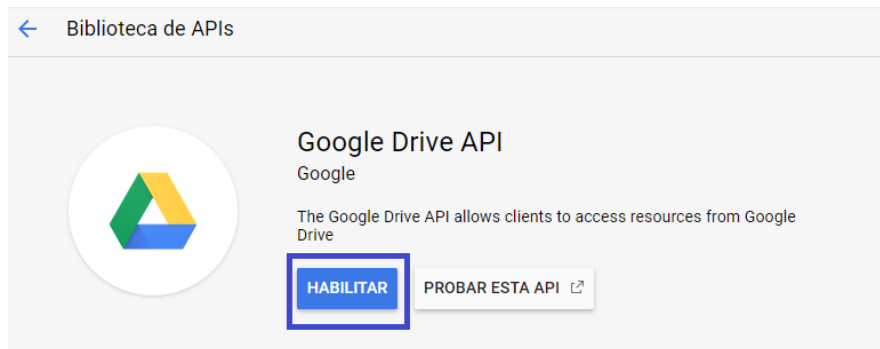 Biblioteca de APIs
Google Drive API
Google
The Google Drive API allows clients to access resources from Google
Drive
HABILITAR
PROBAR ESTA API